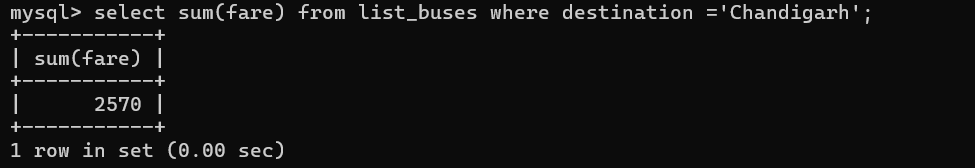 mysql> select sum(fare) from list_buses where destination ='Chandigarh';
+-----------+
| sum(fare) |
+-----------+
|      2570 |
+-----------+
1 row in set (0.00 sec)